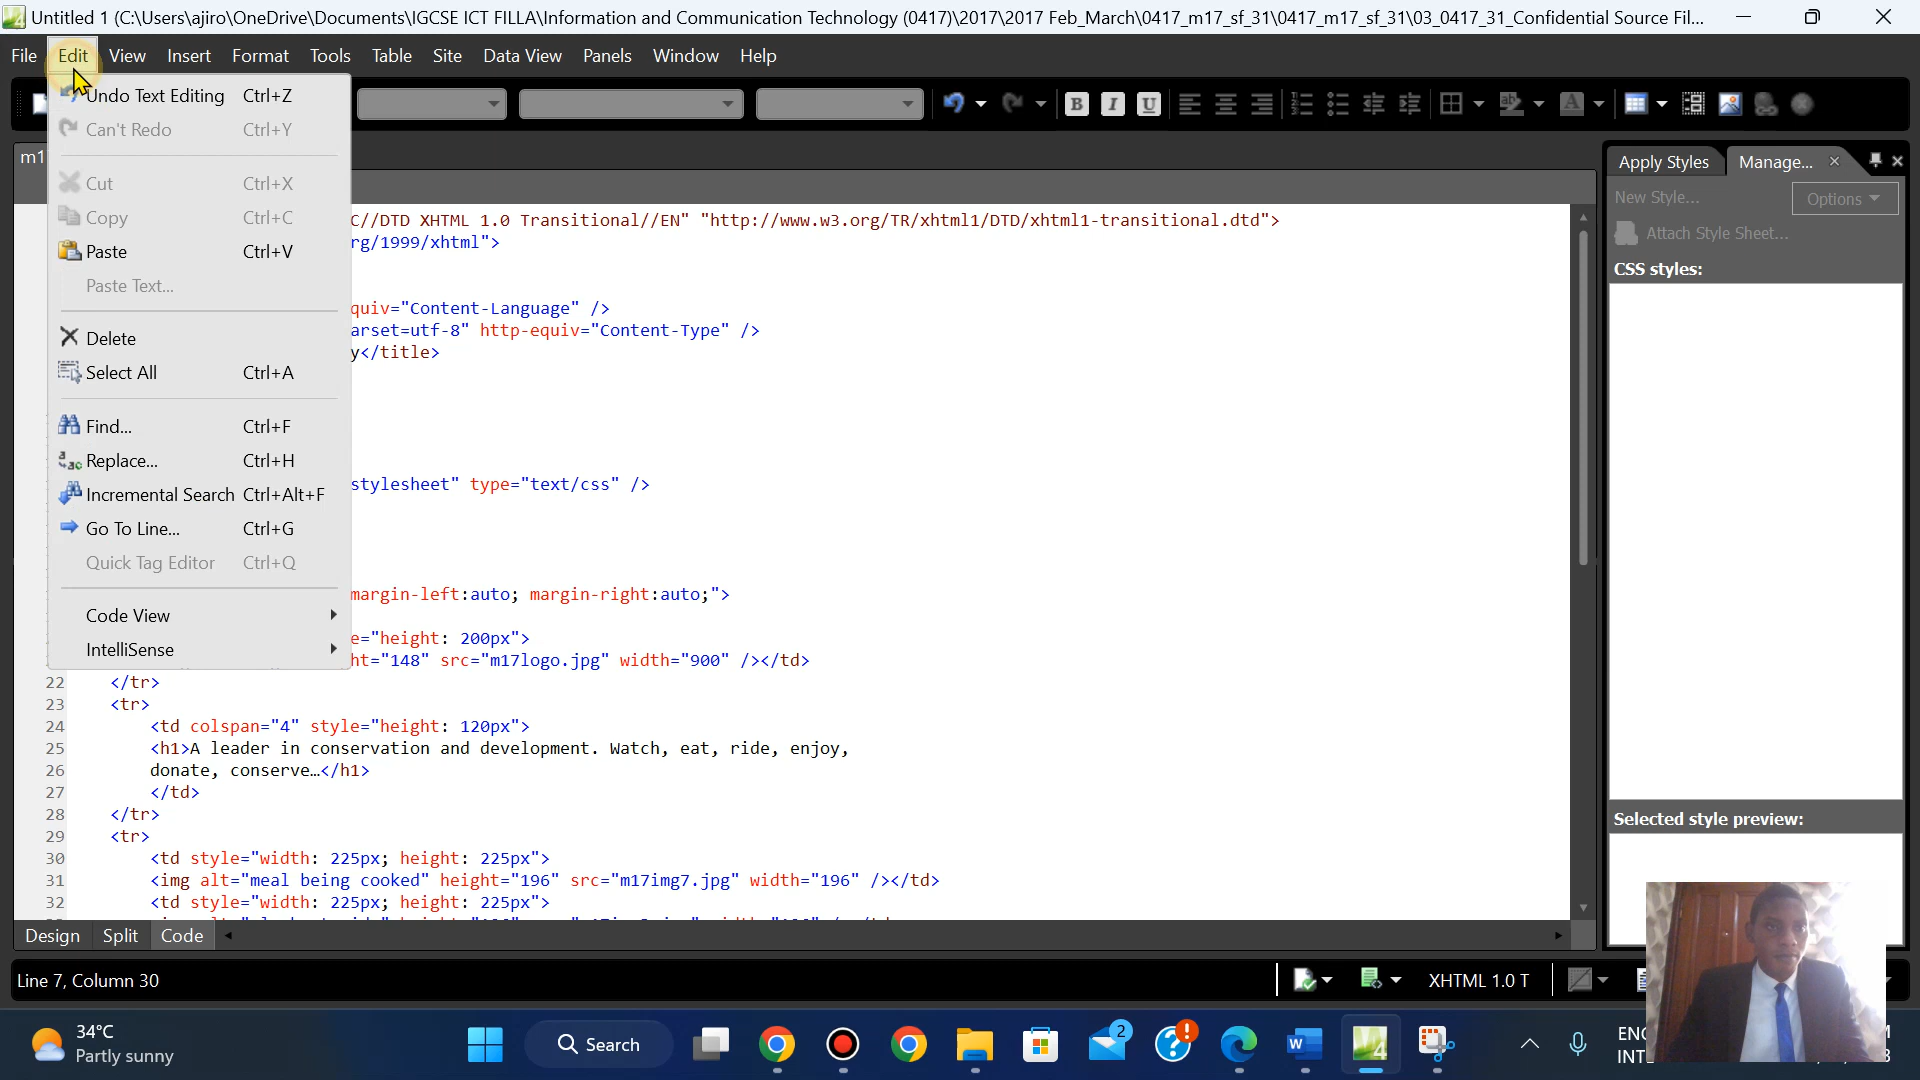 Untitled 1 (C:\Users\ajiro\OneDrive\Documents\IGCSE ICT FILLA\Information and Communication Technology (0417)\2017\2017 Feb_March\0417_m17_sf_31\0417_m17_sf_31\03_0417_31_Confidential Source Fil...
File Edit View Insert Format Tools Table Site Data View Panels Window Help
Undo Text Editing Ctrl+Z
Can't Redo Ctrl+Y
Cut Ctrl+X
Copy Ctrl+C
Paste Ctrl+V
Paste Text...
Delete
Select All Ctrl+A
Find... Ctrl+F
Replace... Ctrl+H
Incremental Search Ctrl+Alt+F
Go To Line... Ctrl+G
Quick Tag Editor Ctrl+Q
Code View
IntelliSense
m1
C//DTD XHTML 1.0 Transitional//EN" "http://www.w3.org/TR/xhtml1/DTD/xhtml1-transitional.dtd">
rg/1999/xhtml">
quiv="Content-Language" />
arset=utf-8" http-equiv="Content-Type" />
y</title>
stylesheet" type="text/css" />
margin-left:auto; margin-right:auto;">
e="height: 200px">
ht="148" src="m17logo.jpg" width="900" /></td>
22 </tr>
23 <tr>
24 <td colspan="4" style="height: 120px">
25 <h1>A leader in conservation and development. Watch, eat, ride, enjoy,
26 donate, conserve…</h1>
27 </td>
28 </tr>
29 <tr>
30 <td style="width: 225px; height: 225px">
31 <img alt="meal being cooked" height="196" src="m17img7.jpg" width="196" /></td>
32 <td style="width: 225px; height: 225px">
Apply Styles Manage...
New Style... Options
Attach Style Sheet...
CSS styles:
Selected style preview:
Design Split Code
Line 7, Column 30
XHTML 1.0 T
34°C
Partly sunny
Search
2
ENG
INTE